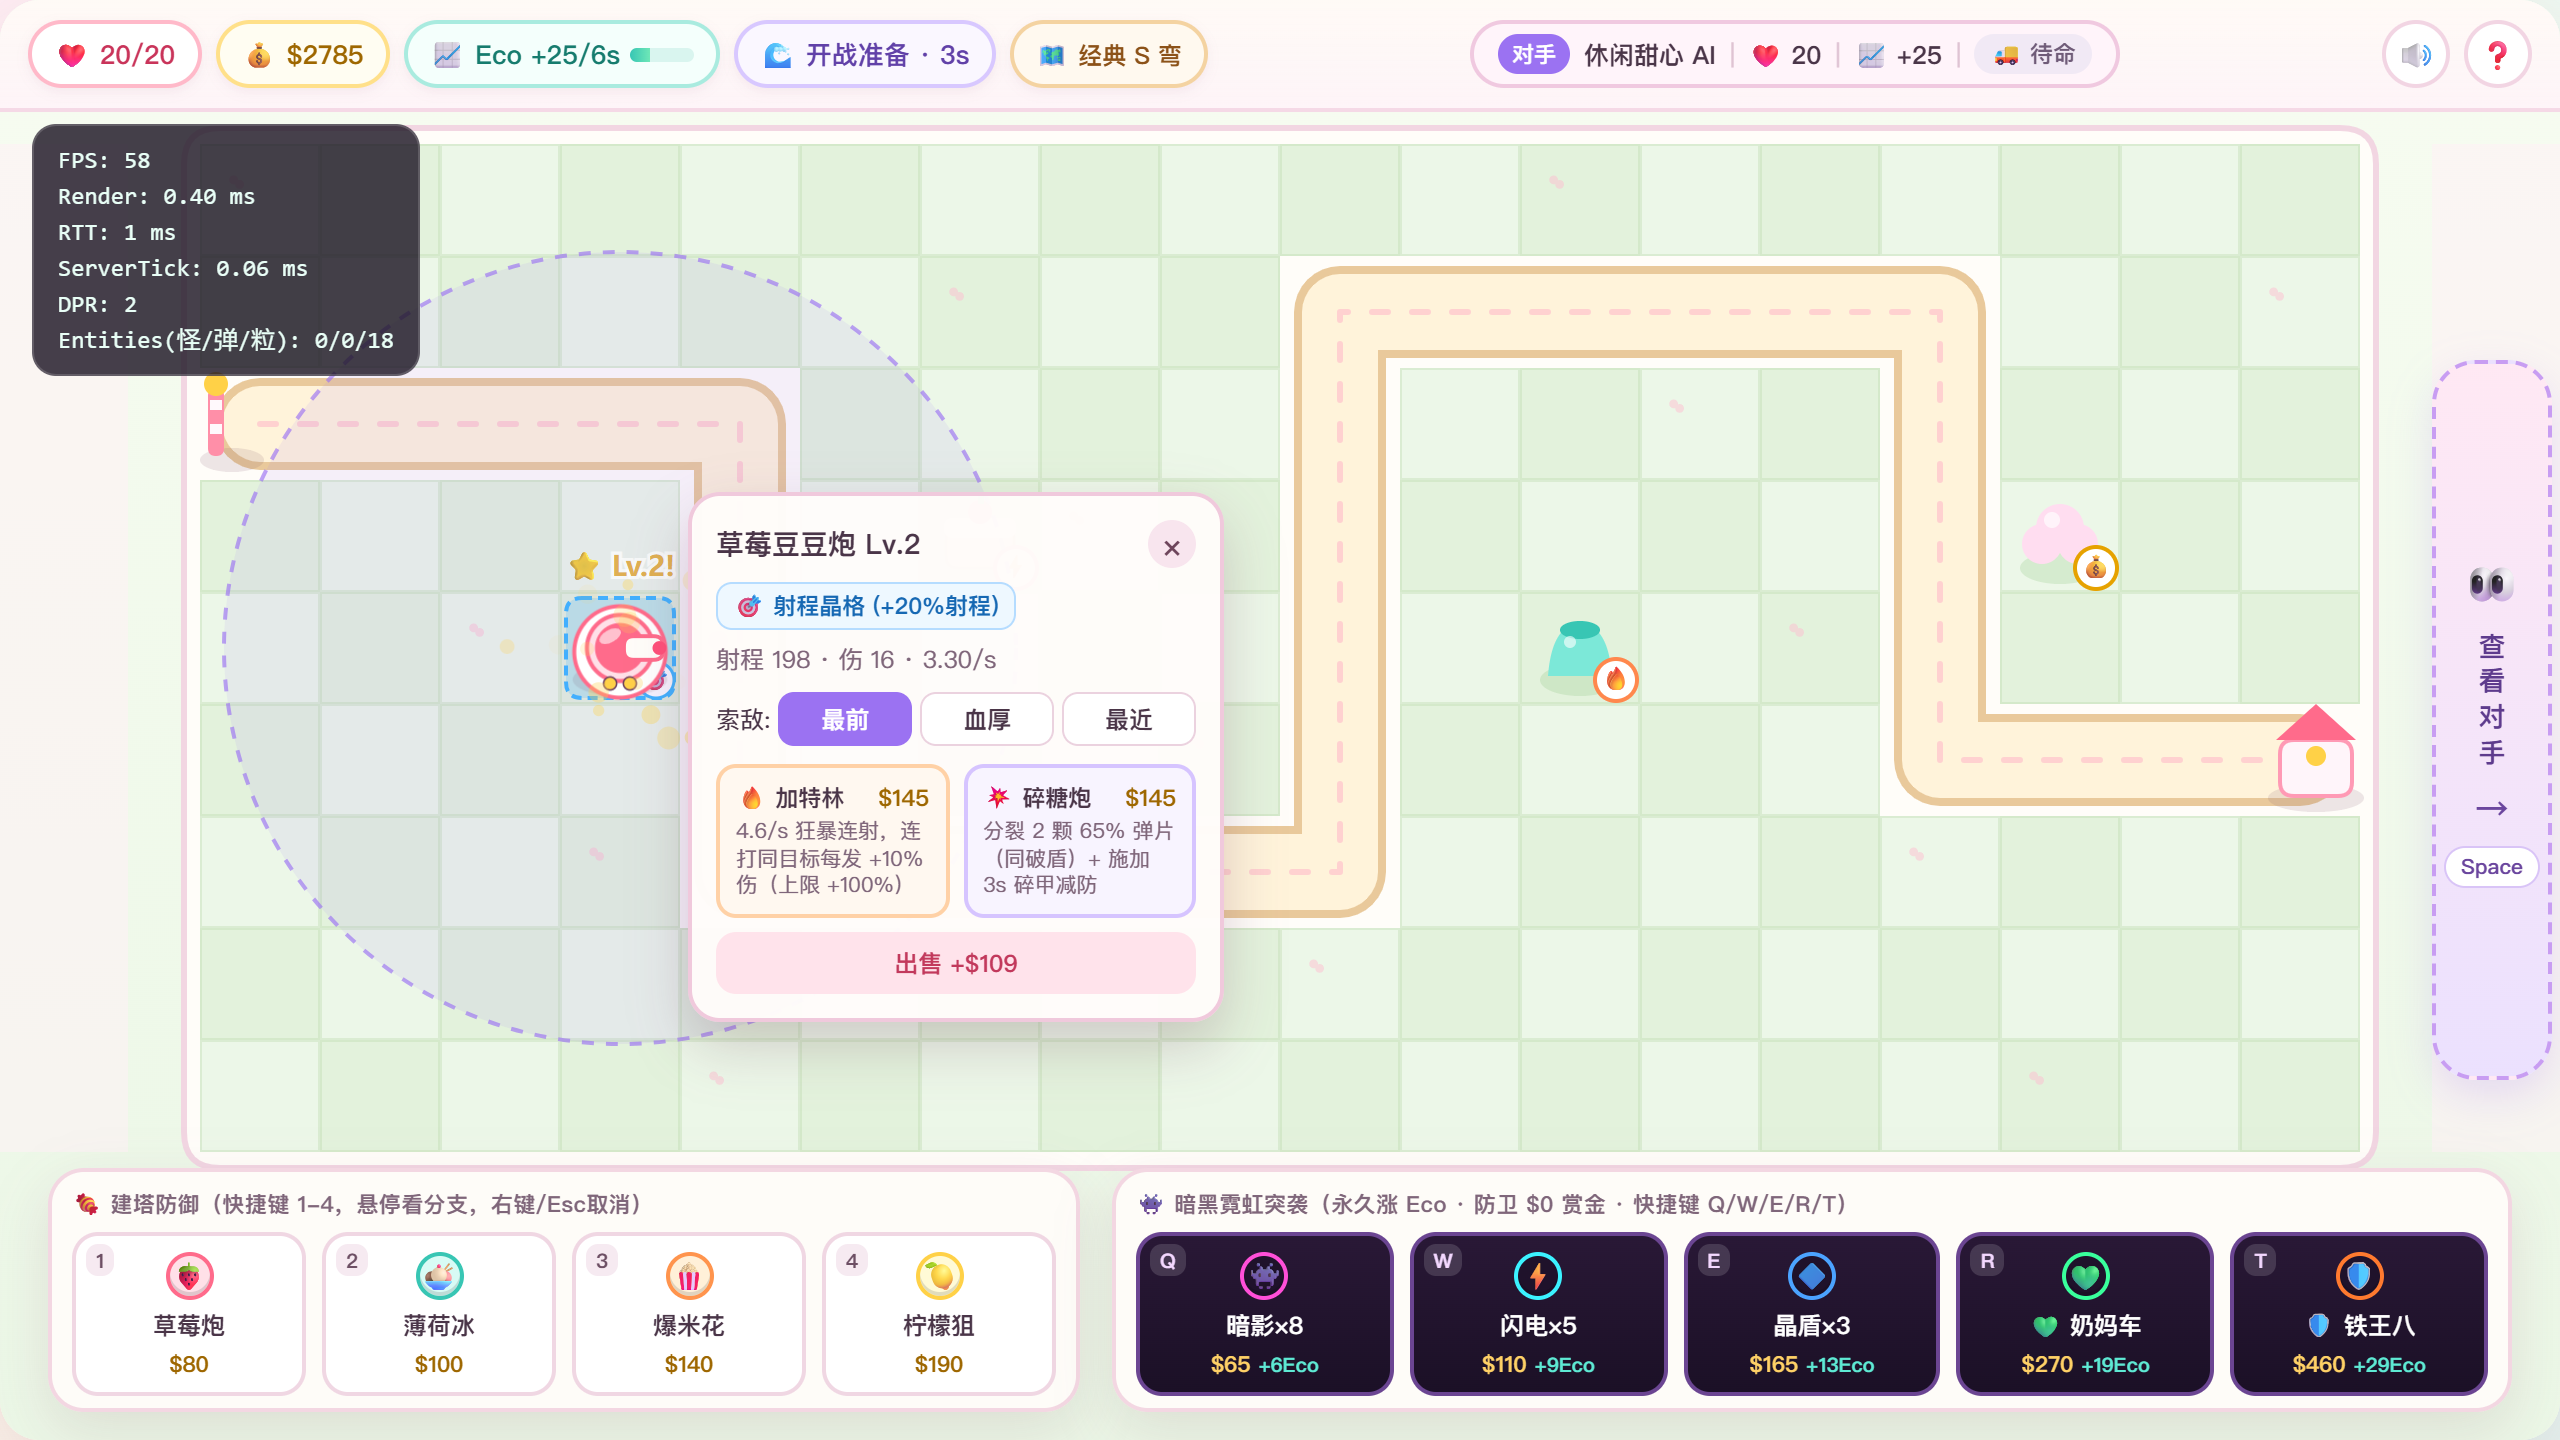 20/20
$2785
Eco +25/6s
开战准备 · 3s
经典 S 弯
对手 休闲甜心 AI
20
+25
待命
FPS: 58
Render: 0.40 ms
RTT: 1 ms
ServerTick: 0.06 ms
DPR: 2
Entities(怪/弹/粒): 0/0/18
Lv.2!
草莓豆豆炮 Lv.2
×
射程晶格 (+20%射程)
射程 198 · 伤 16 · 3.30/s
索敌: 最前 血厚 最近
加特林 $145
4.6/s 狂暴连射，连
打同目标每发 +10%
伤（上限 +100%）
碎糖炮 $145
分裂 2 颗 65% 弹片
（同破盾）+ 施加
3s 碎甲减防
出售 +$109
查看对手
→
Space
建塔防御（快捷键 1–4，悬停看分支，右键/Esc取消）
1
草莓炮
$80
2
薄荷冰
$100
3
爆米花
$140
4
柠檬狙
$190
暗黑霓虹突袭（永久涨 Eco · 防卫 $0 赏金 · 快捷键 Q/W/E/R/T）
Q
暗影×8
$65 +6Eco
W
闪电×5
$110 +9Eco
E
晶盾×3
$165 +13Eco
R
奶妈车
$270 +19Eco
T
铁王八
$460 +29Eco